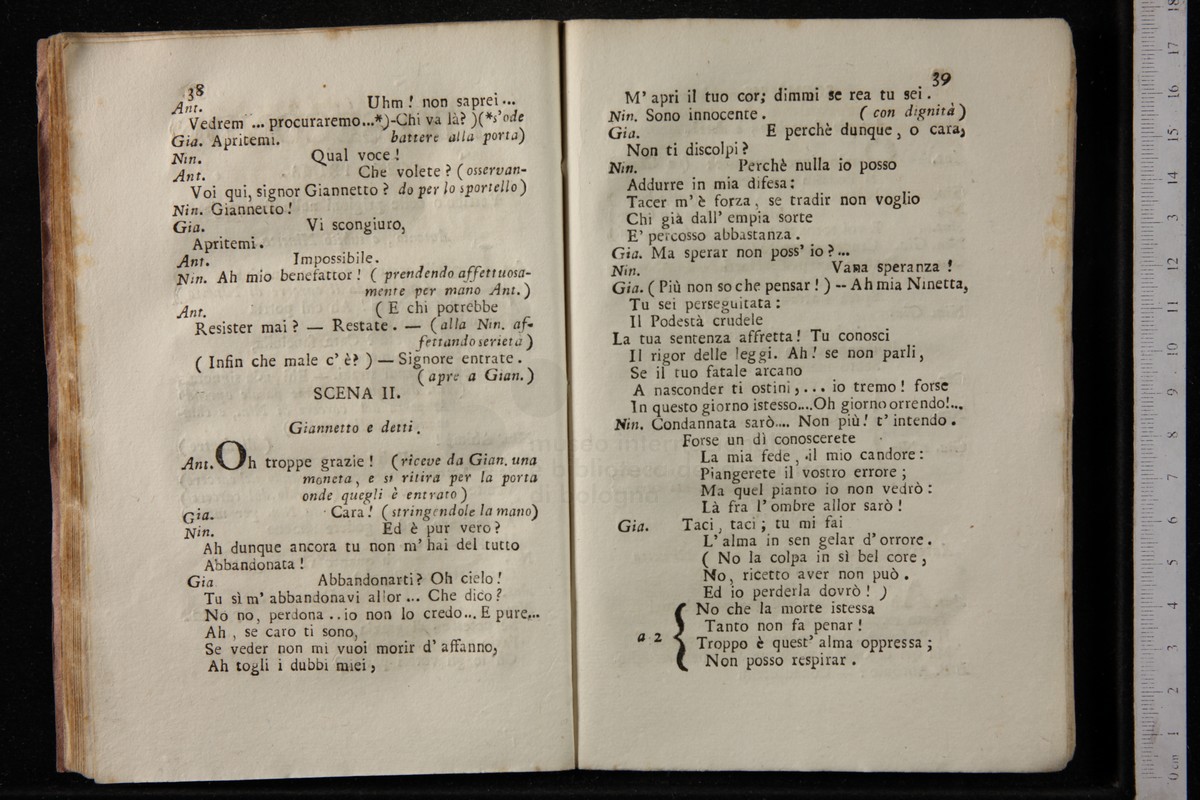 38
Ant. Uhm! non saprei...
Vedrem ... procuraremo...*)-Chi va là? )(*s'ode
Gia. Apritemi. battere alla porta)
Nin. Qual voce!
Ant. Che volete? (osservan-
Voi qui, signor Giannetto? do per lo sportello)
Nin. Giannetto!
Gia. Vi scongiuro,
Apritemi.
Ant. Impossibile.
Nin. Ah mio benefattor! ( prendendo affettuosa-
mente per mano Ant.)
Ant. ( E chi potrebbe
Resister mai? — Restate. — (alla Nin. af-
fettando serietà)
( Infin che male c'è? ) — Signore entrate.
(apre a Gian.)
SCENA II.
Giannetto e detti.
Ant. Oh troppe grazie! (riceve da Gian. una
moneta, e si ritira per la porta
onde quegli è entrato)
Gia. Cara! (stringendole la mano)
Nin. Ed è pur vero?
Ah dunque ancora tu non m'hai del tutto
Abbandonata!
Gia Abbandonarti? Oh cielo!
Tu sì m'abbandonavi allor... Che dico?
No no, perdona ..io non lo credo... E pure...
Ah, se caro ti sono,
Se veder non mi vuoi morir d'affanno,
Ah togli i dubbi miei,
39
M'apri il tuo cor; dimmi se rea tu sei.
Nin. Sono innocente. (con dignità)
Gia. E perchè dunque, o cara,
Non ti discolpi?
Nin. Perchè nulla io posso
Addurre in mia difesa:
Tacer m'è forza, se tradir non voglio
Chi già dall'empia sorte
E' percosso abbastanza.
Gia. Ma sperar non poss'io?...
Nin. Vana speranza!
Gia. ( Più non so che pensar! ) -- Ah mia Ninetta,
Tu sei perseguitata:
Il Podestà crudele
La tua sentenza affretta! Tu conosci
Il rigor delle leggi. Ah! se non parli,
Se il tuo fatale arcano
A nasconder ti ostini,... io tremo! forse
In questo giorno istesso....Oh giorno orrendo!...
Nin. Condannata sarò.... Non più! t'intendo.
Forse un dì conoscerete
La mia fede, il mio candore:
Piangerete il vostro errore;
Ma quel pianto io non vedrò:
Là fra l'ombre allor sarò!
Gia. Taci, taci; tu mi fai
L'alma in sen gelar d'orrore.
( No la colpa in sì bel core,
No, ricetto aver non può.
Ed io perderla dovrò! )
a 2 { No che la morte istessa
Tanto non fa penar!
Troppo è quest'alma oppressa;
Non posso respirar.